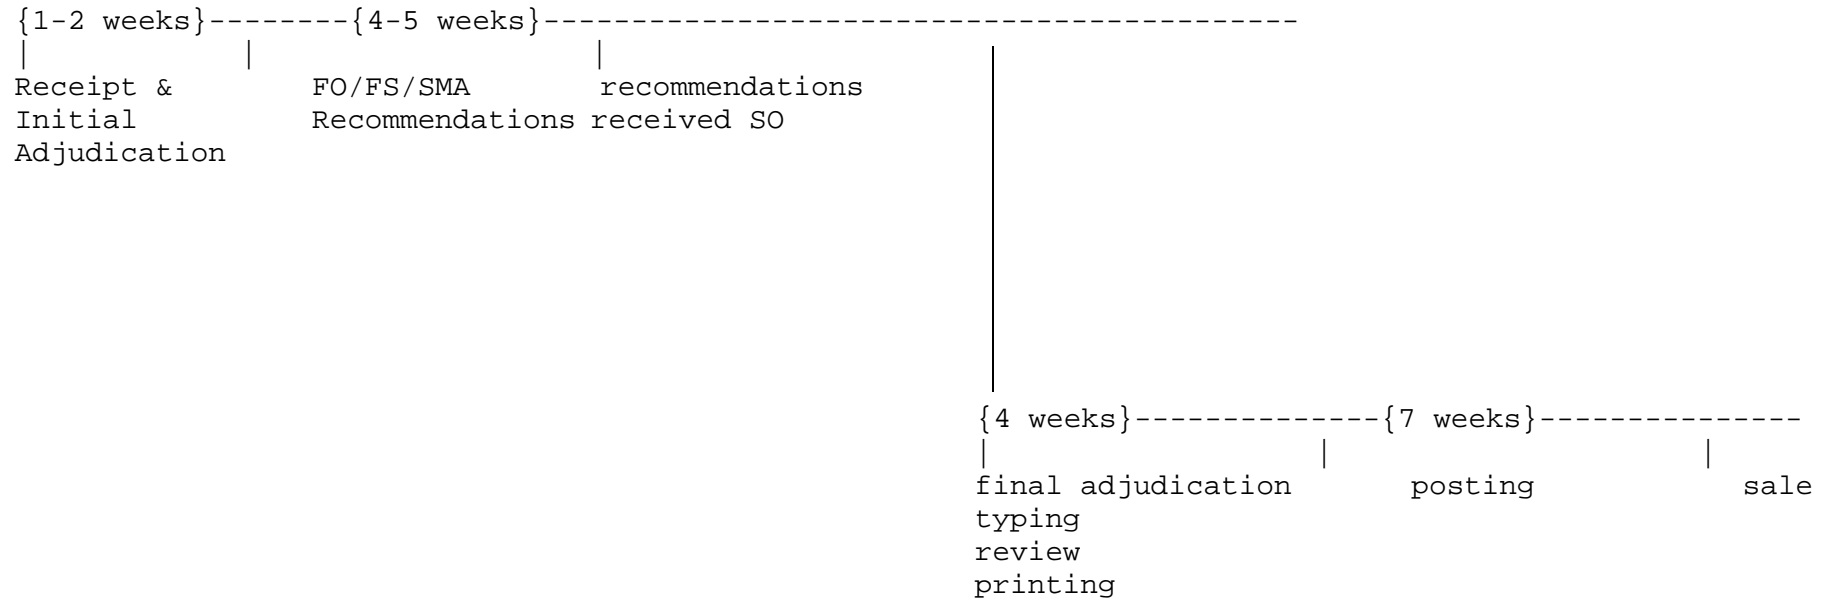 {1-2 weeks}--------{4-5 weeks}-------------------------------------------
| | |
Receipt & FO/FS/SMA recommendations
Initial Recommendations received SO
Adjudication
{4 weeks}--------------{7 weeks}---------------
| | |
final adjudication posting sale
typing
review
printing